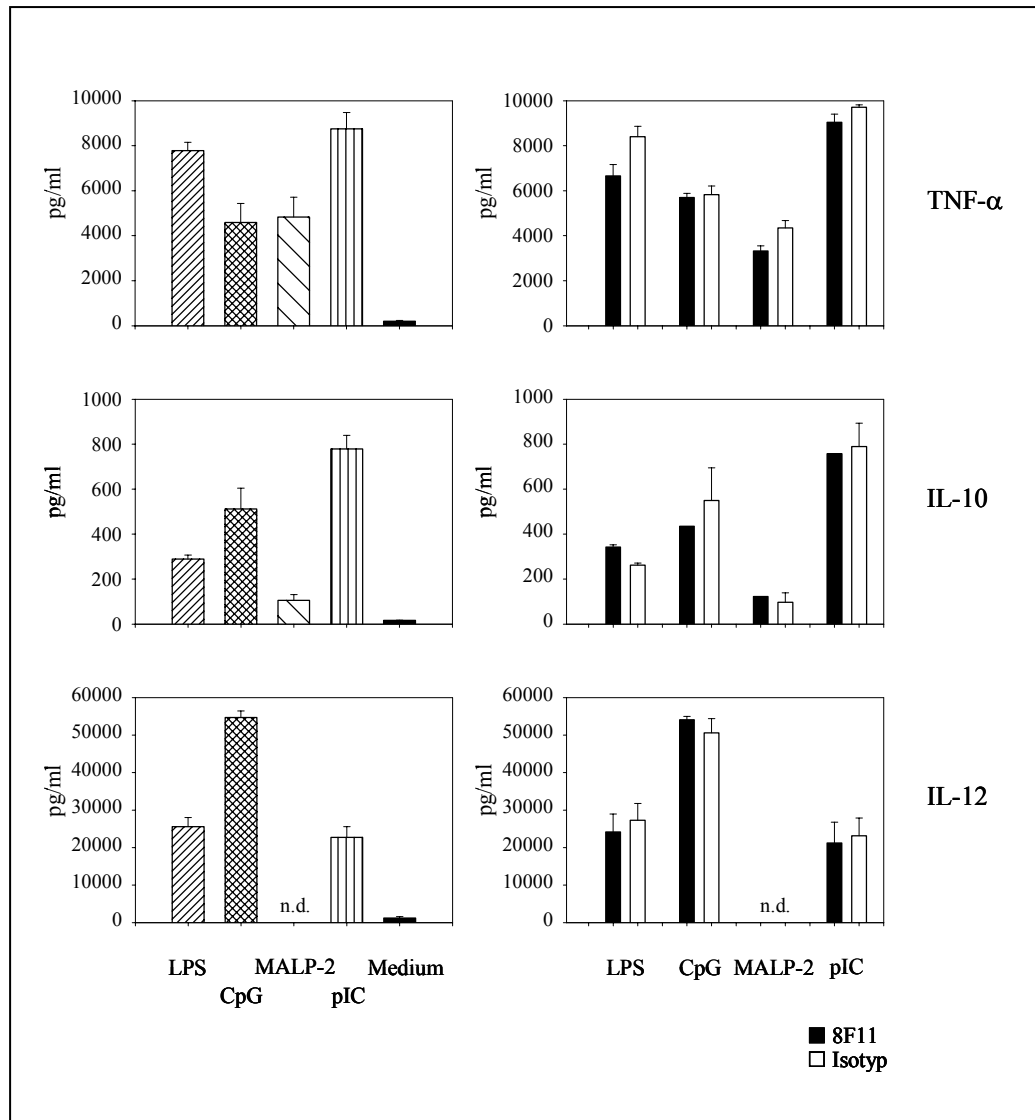 10000
8000
6000
4000
2000
0
pg/ml
10000
8000
6000
4000
2000
0
pg/ml
TNF-α
1000
800
600
400
200
0
pg/ml
1000
800
600
400
200
0
pg/ml
IL-10
60000
50000
40000
30000
20000
10000
0
pg/ml
n.d.
60000
50000
40000
30000
20000
10000
0
pg/ml
n.d.
IL-12
LPS
CpG
MALP-2
pIC
Medium
LPS
CpG
MALP-2
pIC
8F11
Isotyp